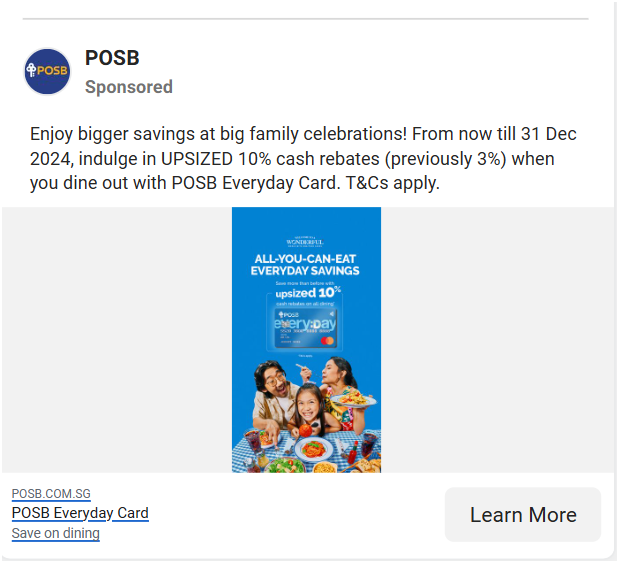 POSB
POSB
Sponsored
Enjoy bigger savings at big family celebrations! From now till 31 Dec
2024, indulge in UPSIZED 10% cash rebates (previously 3%) when
you dine out with POSB Everyday Card. T&Cs apply.
WONDERFUL
ALL-YOU-CAN-EAT
EVERYDAY SAVINGS
Save more than before with
upsized 10%
cash rebates on all dining
POSB
every:day
POSB.COM.SG
POSB Everyday Card
Save on dining
Learn More